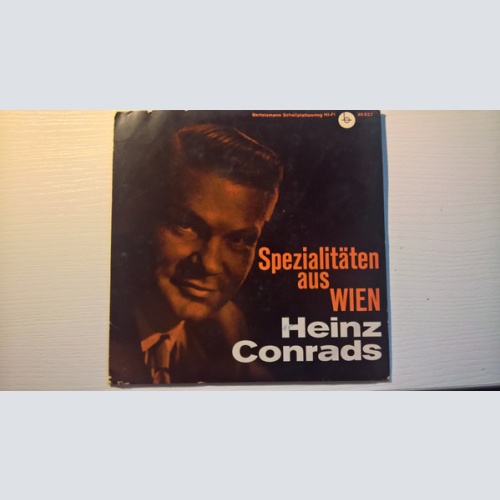 Bertelsmann Schallplattenring HI-FI
Spezialitäten
aus
WIEN
Heinz
Conrads